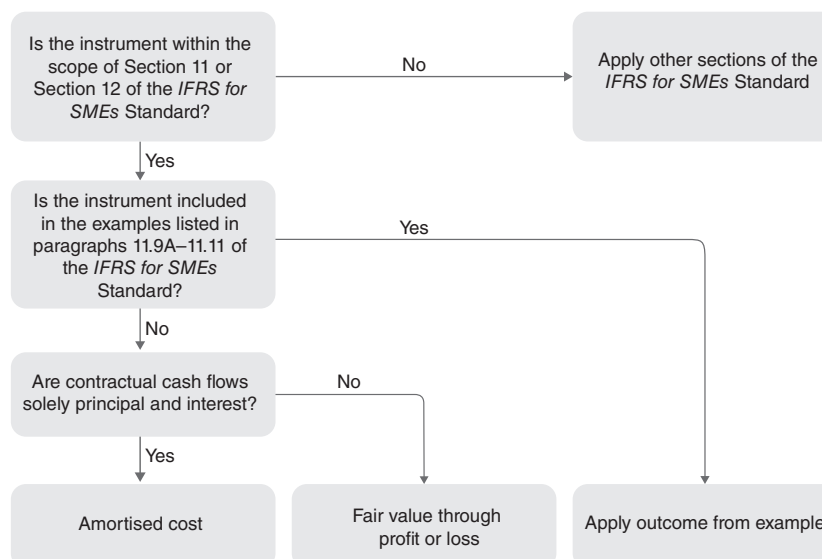 Is the instrument within the
scope of Section 11 or
Section 12 of the IFRS for
SMEs Standard?
No
Apply other sections of the
IFRS for SMEs Standard
Yes
Is the instrument included
in the examples listed in
paragraphs 11.9A–11.11 of
the IFRS for SMEs
Standard?
Yes
No
Are contractual cash flows
solely principal and interest?
No
Yes
Amortised cost
Fair value through
profit or loss
Apply outcome from example